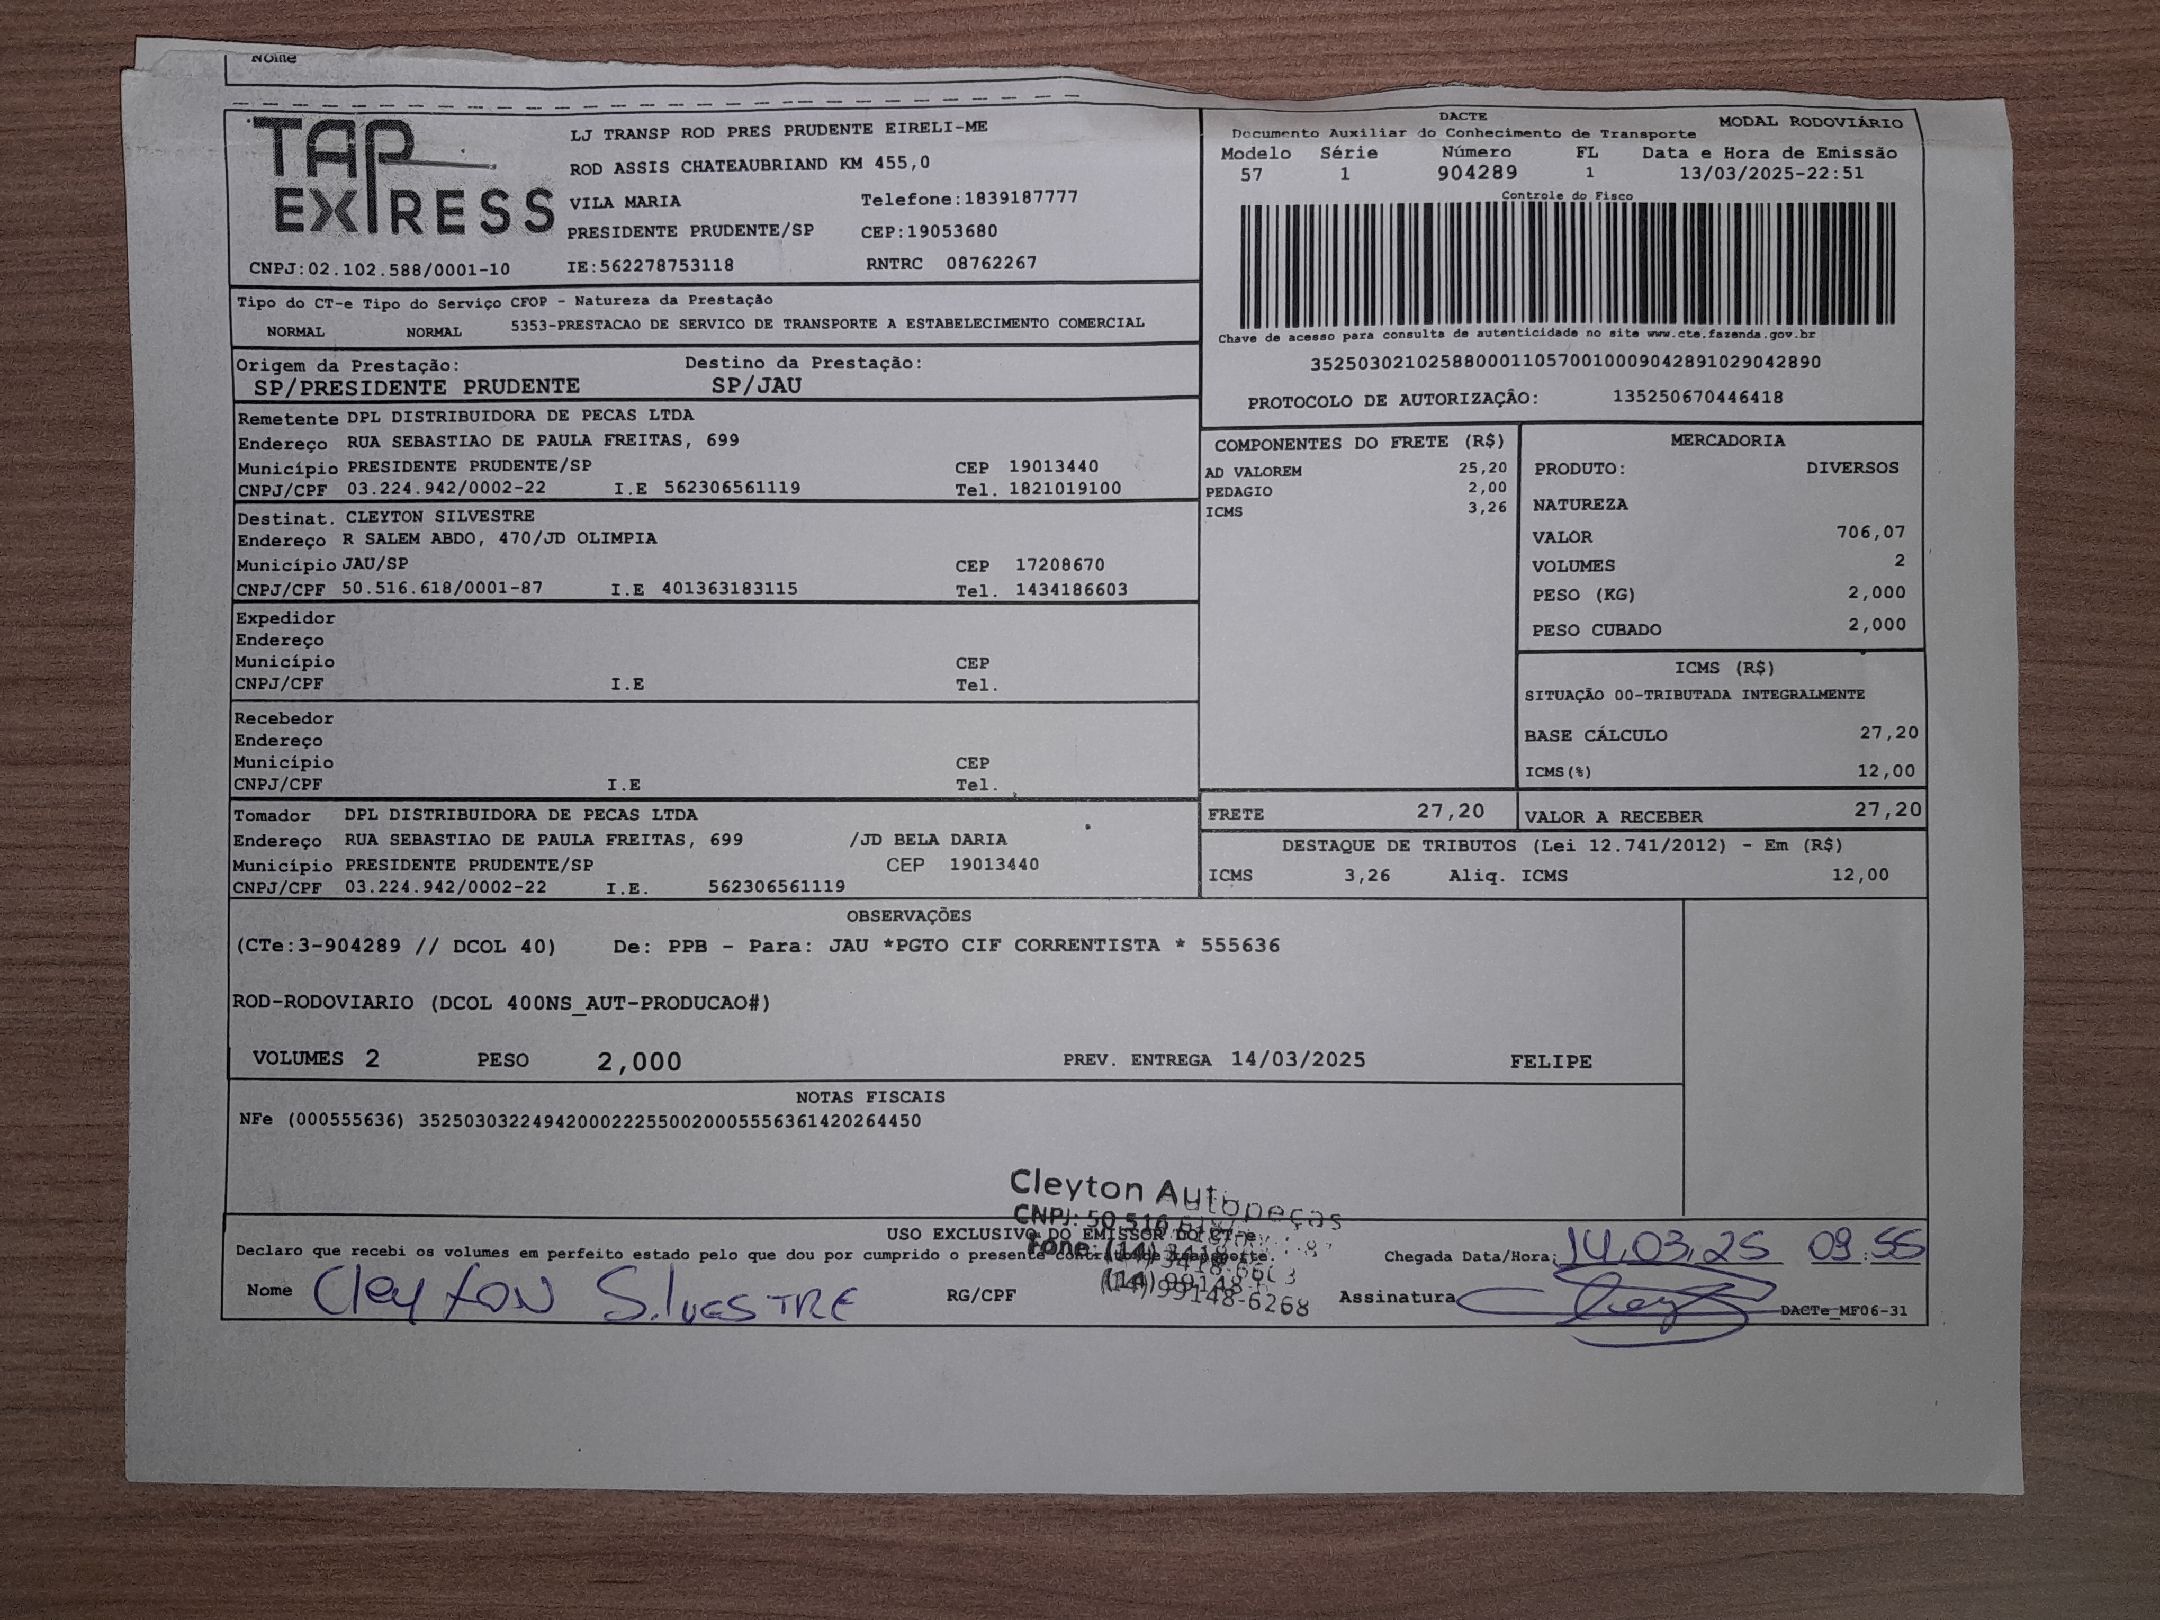 Nome
TAP EXPRESS
LJ TRANSP ROD PRES PRUDENTE EIRELI-ME
ROD ASSIS CHATEAUBRIAND KM 455,0
VILA MARIA Telefone:1839187777
PRESIDENTE PRUDENTE/SP CEP:19053680
CNPJ:02.102.588/0001-10 IE:562278753118 RNTRC 08762267
DACTE
Documento Auxiliar do Conhecimento de Transporte MODAL RODOVIÁRIO
Modelo Série Número FL Data e Hora de Emissão
57 1 904289 1 13/03/2025-22:51
Controle do Fisco
Chave de acesso para consulta de autenticidade no site www.cte.fazenda.gov.br
35250302102588000110570010009042891029042890
PROTOCOLO DE AUTORIZAÇÃO: 135250670446418
Tipo do CT-e Tipo do Serviço CFOP - Natureza da Prestação
NORMAL NORMAL 5353-PRESTACAO DE SERVICO DE TRANSPORTE A ESTABELECIMENTO COMERCIAL
Origem da Prestação: Destino da Prestação:
SP/PRESIDENTE PRUDENTE SP/JAU
Remetente DPL DISTRIBUIDORA DE PECAS LTDA
Endereço RUA SEBASTIAO DE PAULA FREITAS, 699
Município PRESIDENTE PRUDENTE/SP CEP 19013440
CNPJ/CPF 03.224.942/0002-22 I.E 562306561119 Tel. 1821019100
Destinat. CLEYTON SILVESTRE
Endereço R SALEM ABDO, 470/JD OLIMPIA
Município JAU/SP CEP 17208670
CNPJ/CPF 50.516.618/0001-87 I.E 401363183115 Tel. 1434186603
Expedidor
Endereço
Município CEP
CNPJ/CPF I.E Tel.
Recebedor
Endereço
Município CEP
CNPJ/CPF I.E Tel.
Tomador DPL DISTRIBUIDORA DE PECAS LTDA
Endereço RUA SEBASTIAO DE PAULA FREITAS, 699 /JD BELA DARIA
Município PRESIDENTE PRUDENTE/SP CEP 19013440
CNPJ/CPF 03.224.942/0002-22 I.E. 562306561119
COMPONENTES DO FRETE (R$)
AD VALOREM 25,20
PEDAGIO 2,00
ICMS 3,26
MERCADORIA
PRODUTO: DIVERSOS
NATUREZA
VALOR 706,07
VOLUMES 2
PESO (KG) 2,000
PESO CUBADO 2,000
ICMS (R$)
SITUAÇÃO 00-TRIBUTADA INTEGRALMENTE
BASE CÁLCULO 27,20
ICMS(%) 12,00
FRETE 27,20 VALOR A RECEBER 27,20
DESTAQUE DE TRIBUTOS (Lei 12.741/2012) - Em (R$)
ICMS 3,26 Aliq. ICMS 12,00
OBSERVAÇÕES
(CTe:3-904289 // DCOL 40) De: PPB - Para: JAU *PGTO CIF CORRENTISTA * 555636
ROD-RODOVIARIO (DCOL 400NS_AUT-PRODUCAO#)
VOLUMES 2 PESO 2,000 PREV. ENTREGA 14/03/2025 FELIPE
NOTAS FISCAIS
NFe (000555636) 35250303224942000222550020005556361420264450
Cleyton Autopeças
CNPJ: 50.516
USO EXCLUSIVO DO EMISSOR DO CT-e
Declaro que recebi os volumes em perfeito estado pelo que dou por cumprido o presente contrato de transporte.
Fone: (14) 3418-6603
(14) 99148-6268
Chegada Data/Hora: 14.03.25 09:55
Nome Cleyton Silvestre RG/CPF Assinatura
DACTe_MF06-31